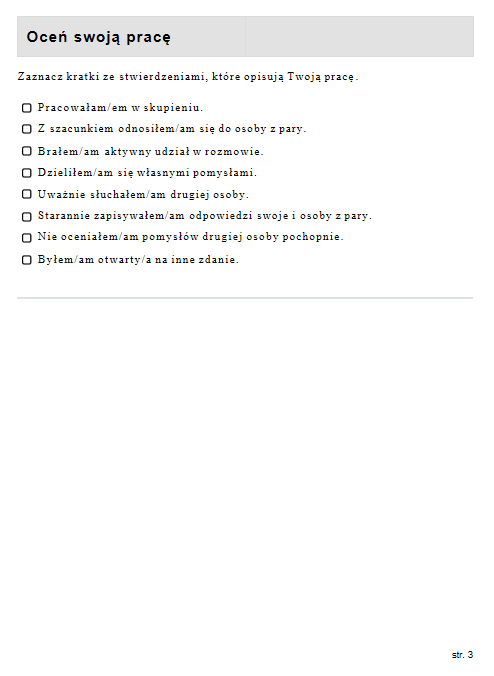 Oceń swoją pracę
Zaznacz kratki ze stwierdzeniami, które opisują Twoją pracę.
Pracowałam/em w skupieniu.
Z szacunkiem odnosiłem/am się do osoby z pary.
Brałem/am aktywny udział w rozmowie.
Dzieliłem/am się własnymi pomysłami.
Uważnie słuchałem/am drugiej osoby.
Starannie zapisywałem/am odpowiedzi swoje i osoby z pary.
Nie oceniałem/am pomysłów drugiej osoby pochopnie.
Byłem/am otwarty/a na inne zdanie.
str. 3